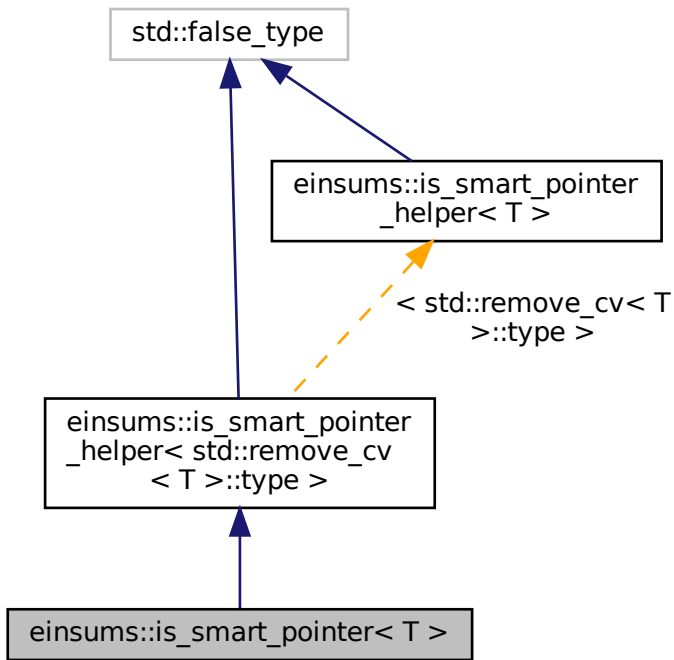 std::false_type
einsums::is_smart_pointer
_helper< T >
< std::remove_cv< T
>::type >
einsums::is_smart_pointer
_helper< std::remove_cv
< T >::type >
einsums::is_smart_pointer< T >